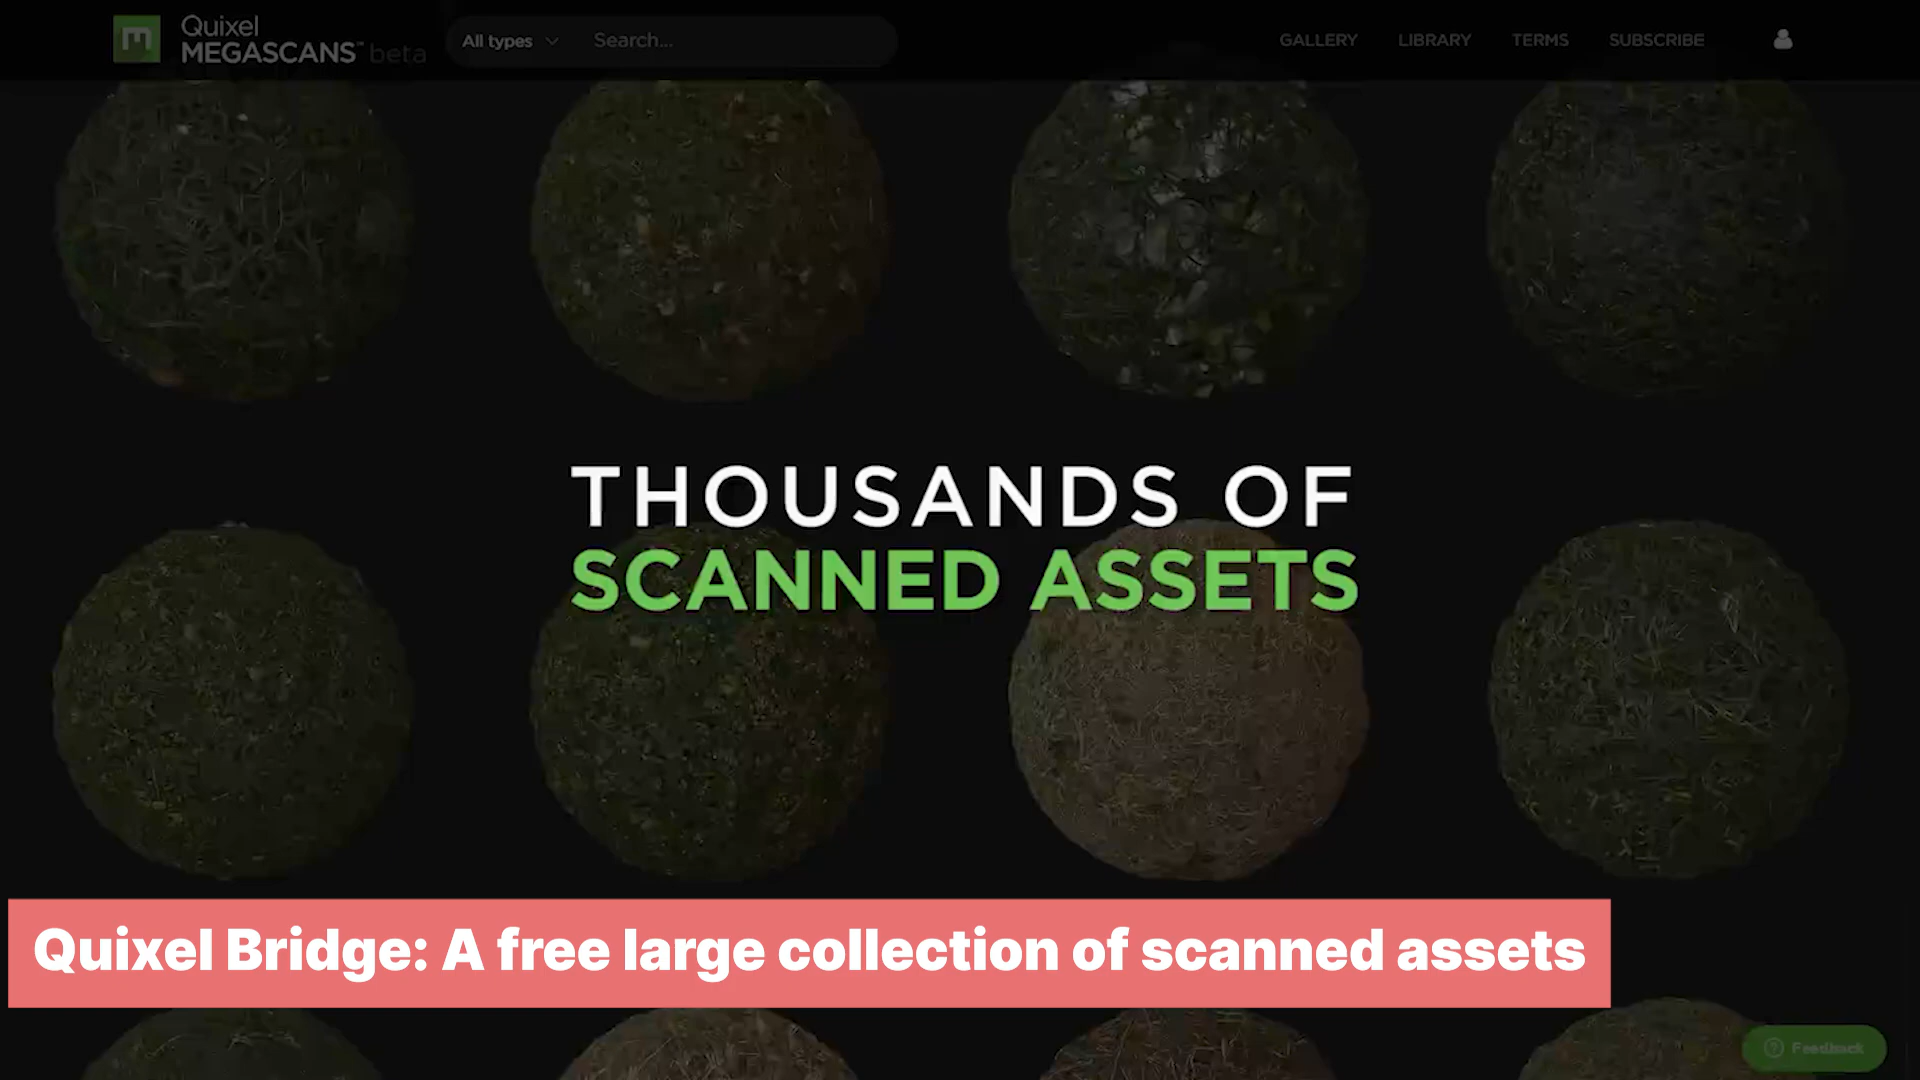 Quixel
MEGASCANS™ beta
All types
Search...
GALLERY
LIBRARY
TERMS
SUBSCRIBE
THOUSANDS OF
SCANNED ASSETS
Quixel Bridge: A free large collection of scanned assets
Feedback